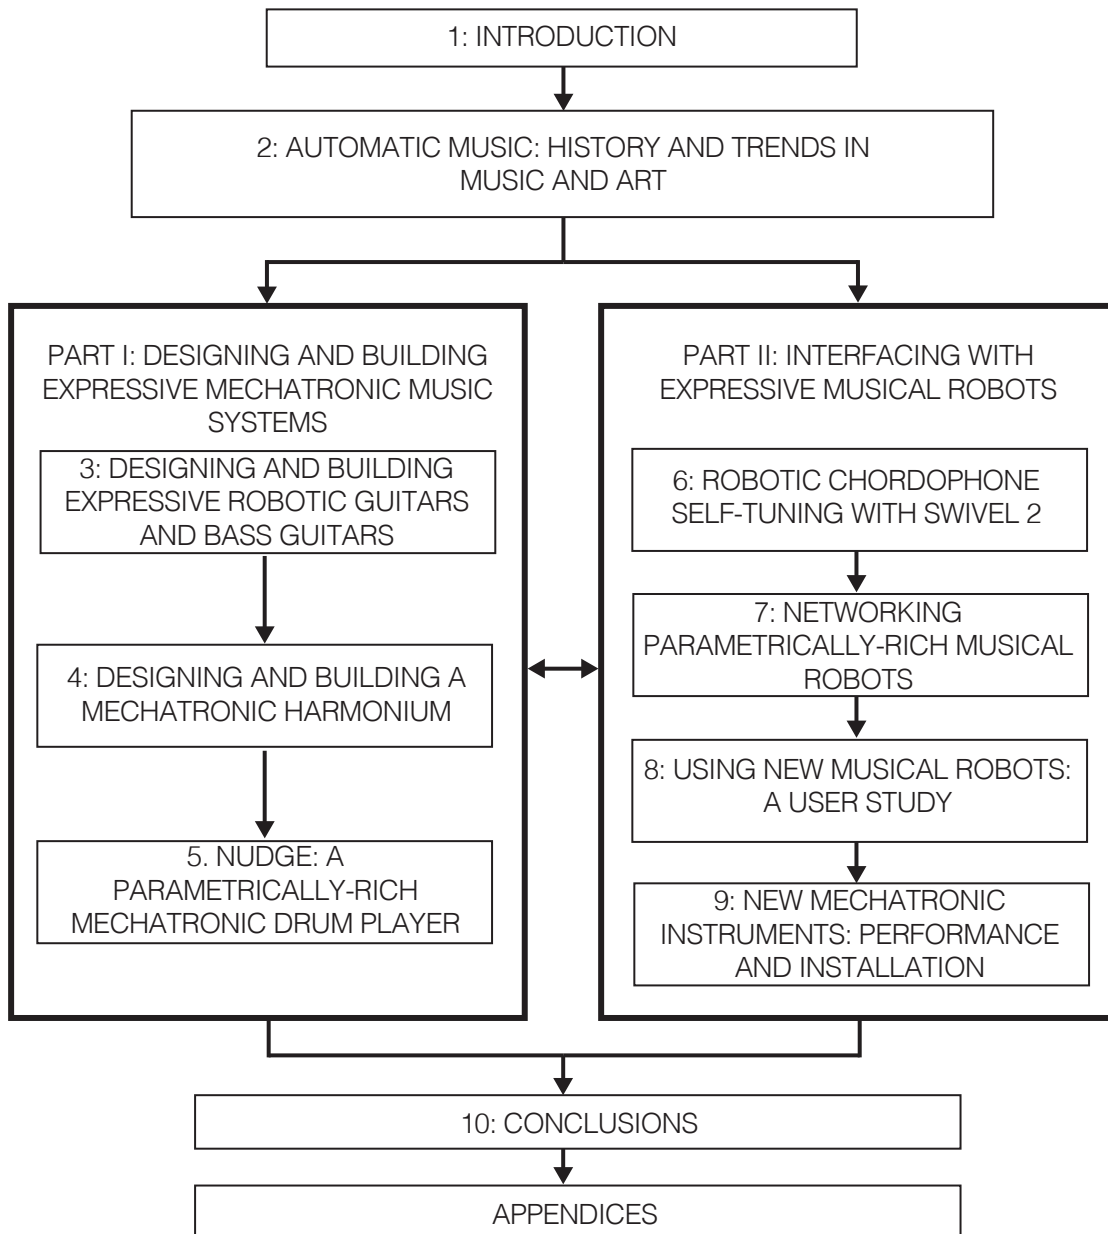 1: INTRODUCTION
2: AUTOMATIC MUSIC: HISTORY AND TRENDS IN
MUSIC AND ART
PART I: DESIGNING AND BUILDING
EXPRESSIVE MECHATRONIC MUSIC
SYSTEMS
3: DESIGNING AND BUILDING
EXPRESSIVE ROBOTIC GUITARS
AND BASS GUITARS
4: DESIGNING AND BUILDING A
MECHATRONIC HARMONIUM
5. NUDGE: A
PARAMETRICALLY-RICH
MECHATRONIC DRUM PLAYER
PART II: INTERFACING WITH
EXPRESSIVE MUSICAL ROBOTS
6: ROBOTIC CHORDOPHONE
SELF-TUNING WITH SWIVEL 2
7: NETWORKING
PARAMETRICALLY-RICH MUSICAL
ROBOTS
8: USING NEW MUSICAL ROBOTS:
A USER STUDY
9: NEW MECHATRONIC
INSTRUMENTS: PERFORMANCE
AND INSTALLATION
10: CONCLUSIONS
APPENDICES